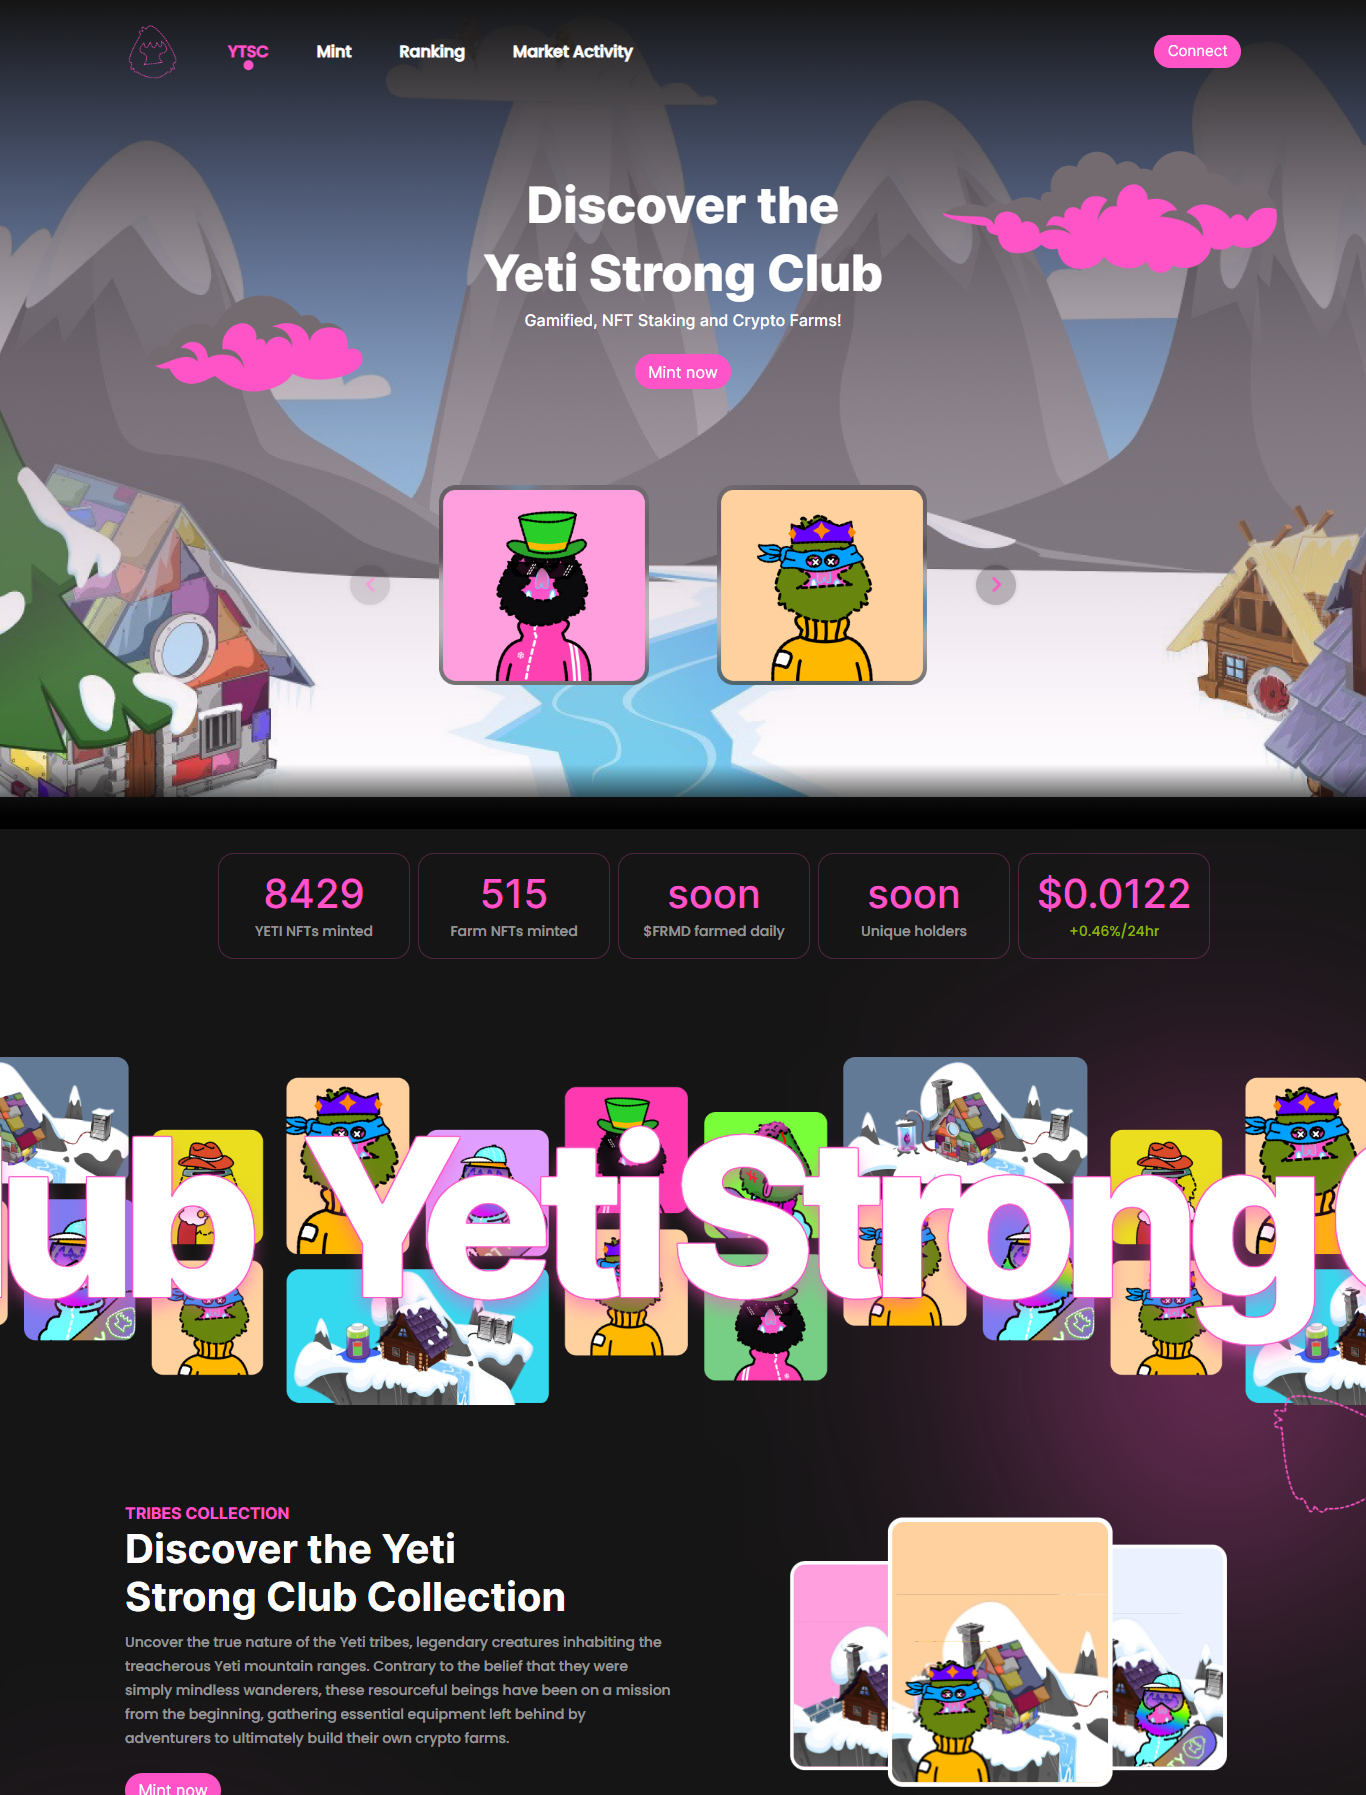 YTSC
Mint
Ranking
Market Activity
Connect
Discover the
Yeti Strong Club
Gamified, NFT Staking and Crypto Farms!
Mint now
8429
YETI NFTs minted
515
Farm NFTs minted
soon
$FRMD farmed daily
soon
Unique holders
$0.0122
+0.46%/24hr
ub YetiStrong
TRIBES COLLECTION
Discover the Yeti
Strong Club Collection
Uncover the true nature of the Yeti tribes, legendary creatures inhabiting the
treacherous Yeti mountain ranges. Contrary to the belief that they were
simply mindless wanderers, these resourceful beings have been on a mission
from the beginning, gathering essential equipment left behind by
adventurers to ultimately build their own crypto farms.
Mint now